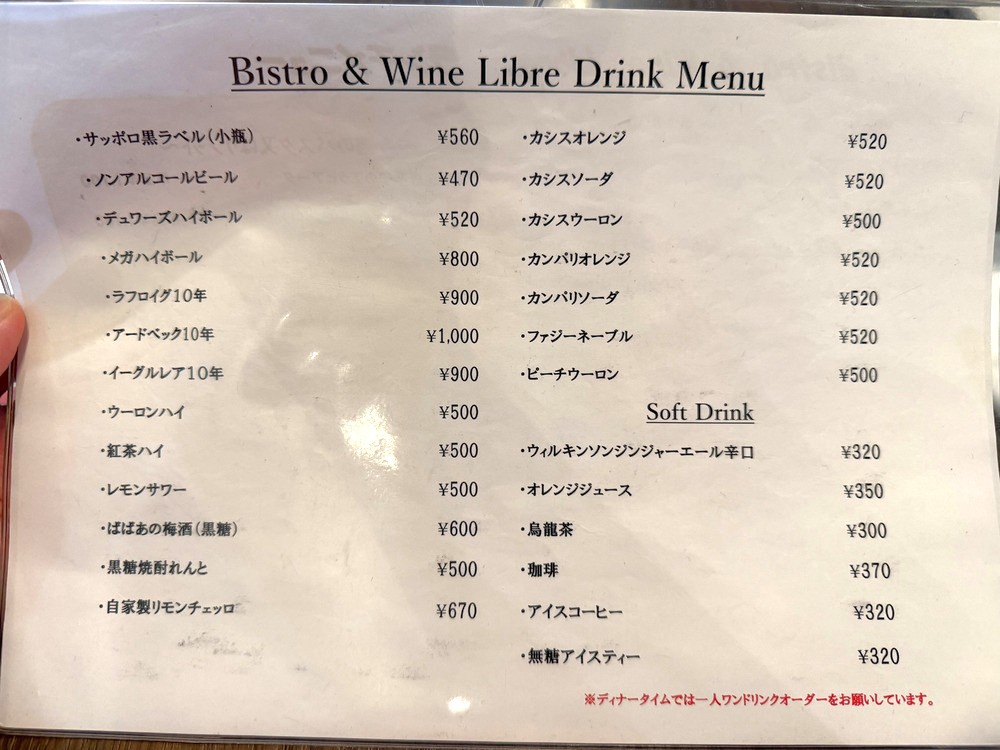 Bistro & Wine Libre Drink Menu
・サッポロ黒ラベル(小瓶) ¥560
・ノンアルコールビール ¥470
・デュワーズハイボール ¥520
・メガハイボール ¥800
・ラフロイグ10年 ¥900
・アードベック10年 ¥1,000
・イーグルレア10年 ¥900
・ウーロンハイ ¥500
・紅茶ハイ ¥500
・レモンサワー ¥500
・ばばあの梅酒(黒糖) ¥600
・黒糖焼酎れんと ¥500
・自家製リモンチェッロ ¥670
・カシスオレンジ ¥520
・カシスソーダ ¥520
・カシスウーロン ¥500
・カンパリオレンジ ¥520
・カンパリソーダ ¥520
・ファジーネーブル ¥520
・ピーチウーロン ¥500
Soft Drink
・ウィルキンソンジンジャーエール辛口 ¥320
・オレンジジュース ¥350
・烏龍茶 ¥300
・珈琲 ¥370
・アイスコーヒー ¥320
・無糖アイスティー ¥320
※ディナータイムでは一人ワンドリンクオーダーをお願いしています。